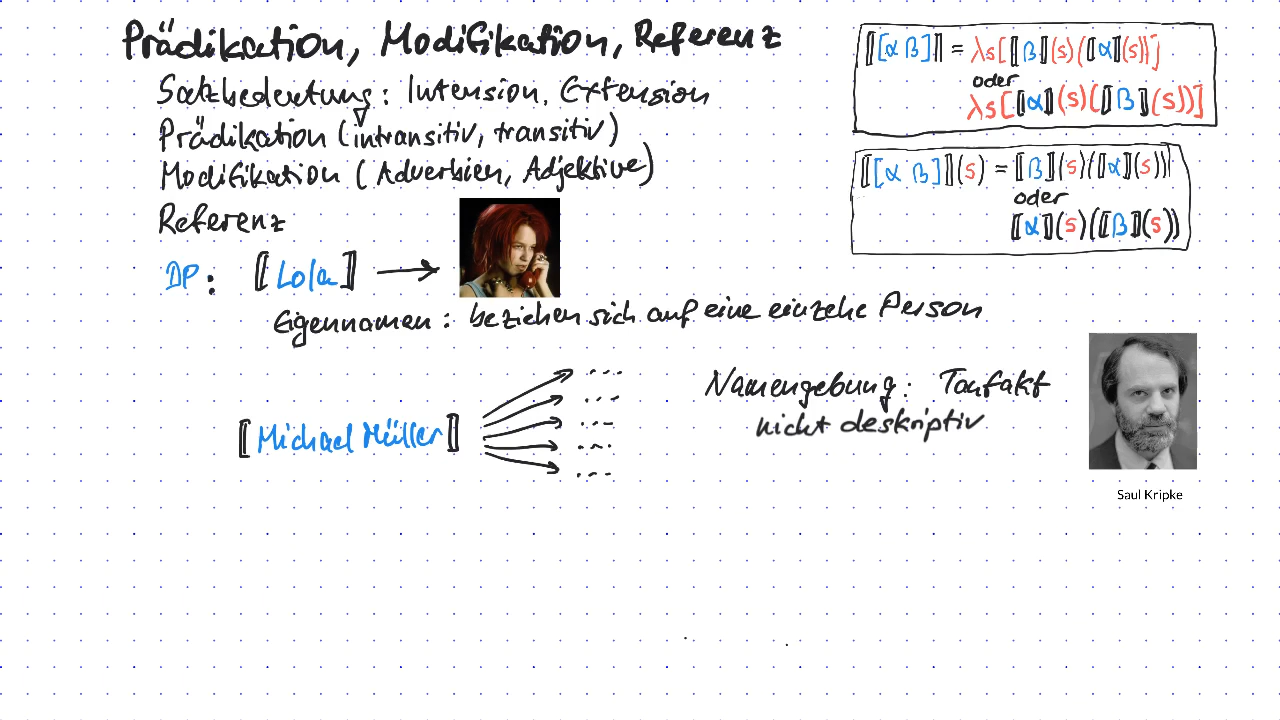 Prädikation, Modifikation, Referenz
Satzbedeutung: Intension, Extension
Prädikation (intransitiv, transitiv)
Modifikation (Adverbien, Adjektive)
Referenz
DP: ⟦Lola⟧ →
Eigennamen: beziehen sich auf eine einzelne Person
⟦Michael Müller⟧
Namengebung: Taufakt
nicht deskriptiv
Saul Kripke
⟦[α β]⟧ = λs[⟦β⟧(s)(⟦α⟧(s))]
oder
λs[⟦α⟧(s)(⟦β⟧(s))]
⟦[α β]⟧(s) = ⟦β⟧(s)(⟦α⟧(s))
oder
⟦α⟧(s)(⟦β⟧(s))